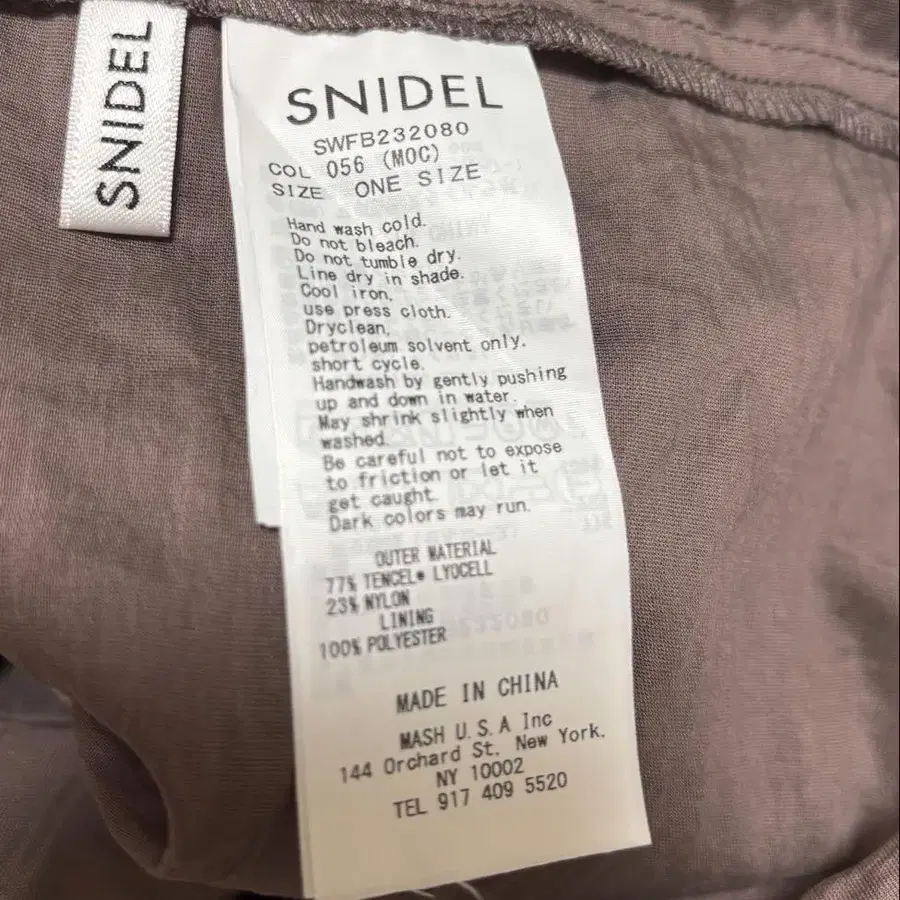 SNIDEL
SNIDEL
SWFB232080
COL 056 (MOC)
SIZE ONE SIZE
Hand wash cold.
Do not bleach.
Do not tumble dry.
Line dry in shade.
Cool iron,
use press cloth.
Dryclean,
petroleum solvent only.
short cycle.
Handwash by gently pushing
up and down in water.
May shrink slightly when
washed.
Be careful not to expose
to friction or let it
get caught.
Dark colors may run.
OUTER MATERIAL
77% TENCEL® LYOCELL
23% NYLON
LINING
100% POLYESTER
MADE IN CHINA
MASH U.S.A Inc
144 Orchard St. New York,
NY 10002
TEL 917 409 5520